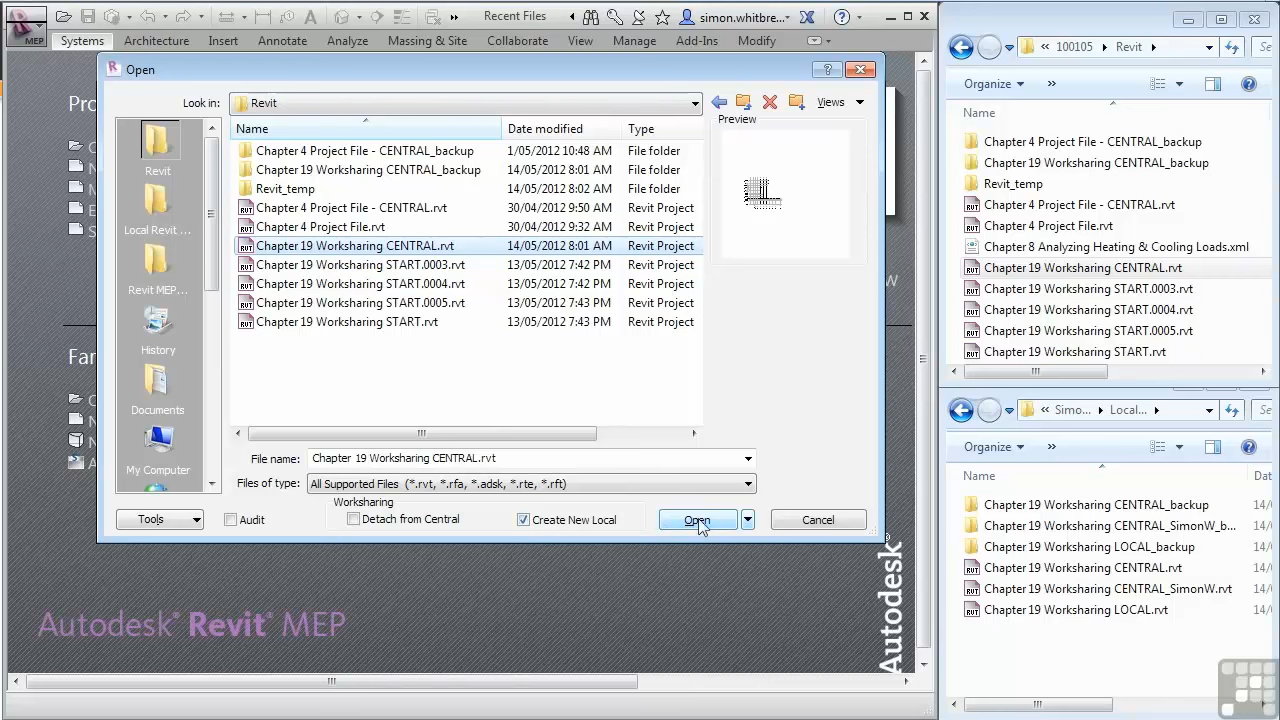 MEP
Recent Files
simon.whitbre...
Systems
Architecture
Insert
Annotate
Analyze
Massing & Site
Collaborate
View
Manage
Add-Ins
Modify
Pro
Open
Look in:
Revit
Views
Name
Date modified
Type
Preview
Chapter 4 Project File - CENTRAL_backup
1/05/2012 10:48 AM
File folder
Chapter 19 Worksharing CENTRAL_backup
14/05/2012 8:01 AM
File folder
Revit_temp
14/05/2012 8:02 AM
File folder
Chapter 4 Project File - CENTRAL.rvt
30/04/2012 9:50 AM
Revit Project
Chapter 4 Project File.rvt
30/04/2012 9:32 AM
Revit Project
Chapter 19 Worksharing CENTRAL.rvt
14/05/2012 8:01 AM
Revit Project
Chapter 19 Worksharing START.0003.rvt
13/05/2012 7:42 PM
Revit Project
Chapter 19 Worksharing START.0004.rvt
13/05/2012 7:42 PM
Revit Project
Chapter 19 Worksharing START.0005.rvt
13/05/2012 7:43 PM
Revit Project
Chapter 19 Worksharing START.rvt
13/05/2012 7:43 PM
Revit Project
Revit
Local Revit ...
Revit MEP...
History
Documents
My Computer
Far
File name:
Chapter 19 Worksharing CENTRAL.rvt
Files of type:
All Supported Files (*.rvt, *.rfa, *.adsk, *.rte, *.rft)
Worksharing
Tools
Audit
Detach from Central
Create New Local
Open
Cancel
Autodesk® Revit® MEP
Autodesk®
100105
Revit
Se
Organize
Name
Chapter 4 Project File - CENTRAL_backup
Chapter 19 Worksharing CENTRAL_backup
Revit_temp
Chapter 4 Project File - CENTRAL.rvt
Chapter 4 Project File.rvt
Chapter 8 Analyzing Heating & Cooling Loads.xml
Chapter 19 Worksharing CENTRAL.rvt
Chapter 19 Worksharing START.0003.rvt
Chapter 19 Worksharing START.0004.rvt
Chapter 19 Worksharing START.0005.rvt
Chapter 19 Worksharing START.rvt
Simo...
Local...
Se
Organize
Name
Dat
Chapter 19 Worksharing CENTRAL_backup
14/
Chapter 19 Worksharing CENTRAL_SimonW_b...
14/
Chapter 19 Worksharing LOCAL_backup
14/
Chapter 19 Worksharing CENTRAL.rvt
14/
Chapter 19 Worksharing CENTRAL_SimonW.rvt
14/
Chapter 19 Worksharing LOCAL.rvt
14/